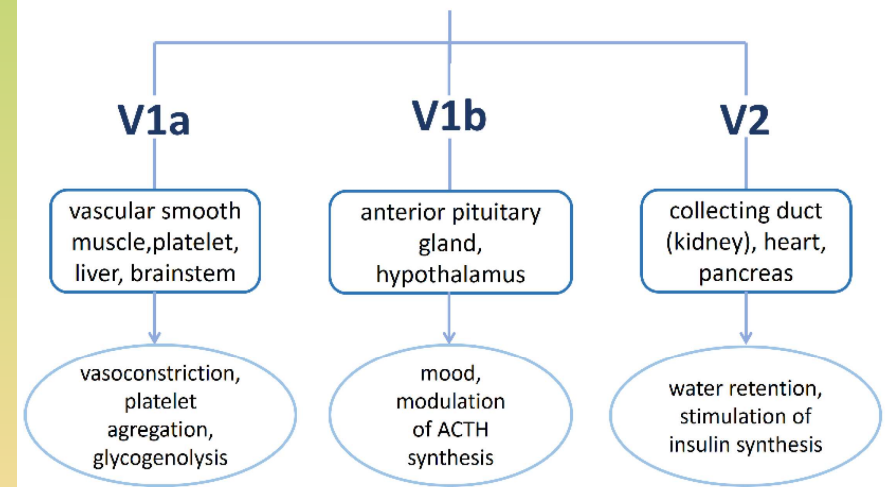 V1a
V1b
V2
vascular smooth
muscle,platelet,
liver, brainstem
anterior pituitary
gland,
hypothalamus
collecting duct
(kidney), heart,
pancreas
vasoconstriction,
platelet
agregation,
glycogenolysis
mood,
modulation
of ACTH
synthesis
water retention,
stimulation of
insulin synthesis